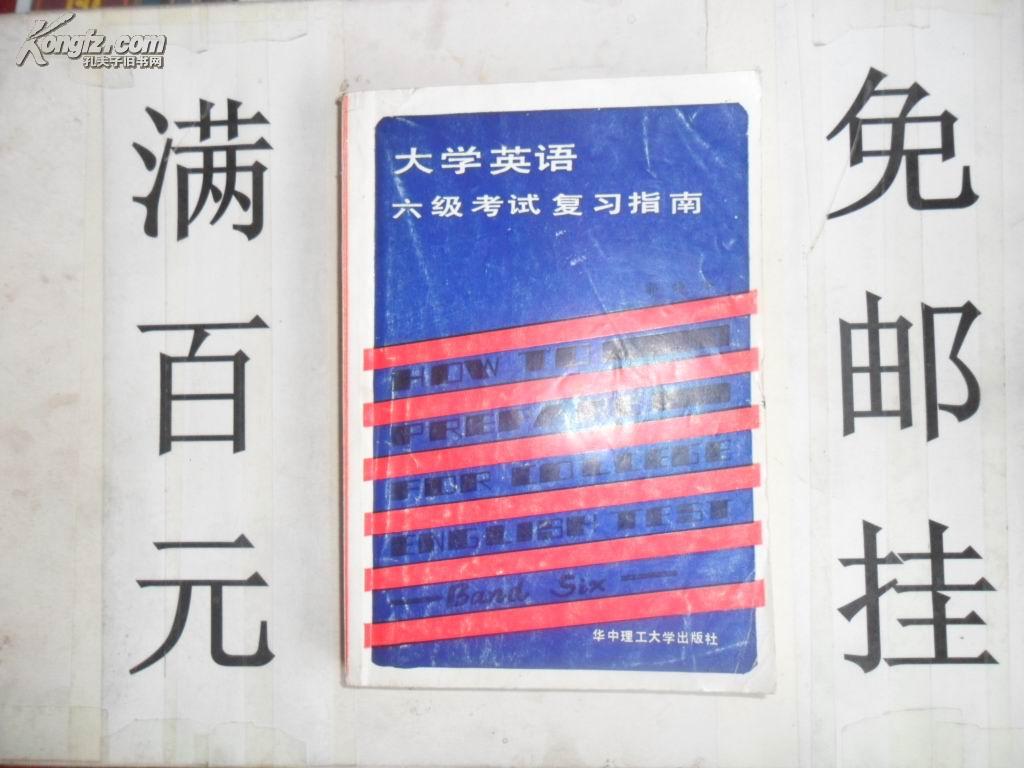 Kongfz.com
孔夫子旧书网
满百元
免邮挂
大学英语
六级考试复习指南
HOW TO
PREPARE
FOR COLLEGE
ENGLISH TEST
Band Six
华中理工大学出版社